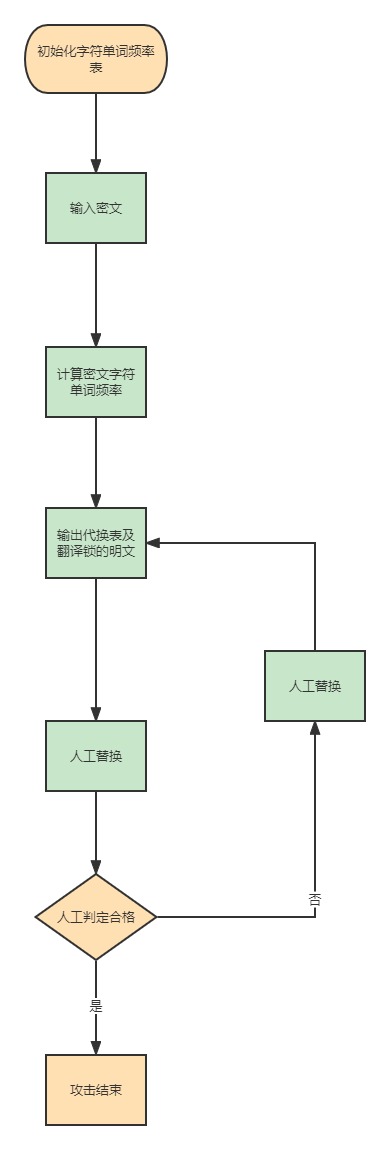 初始化字符单词频率
表
输入密文
计算密文字符
单词频率
输出代换表及
翻译锁的明文
人工替换
人工替换
人工判定合格
否
是
攻击结束